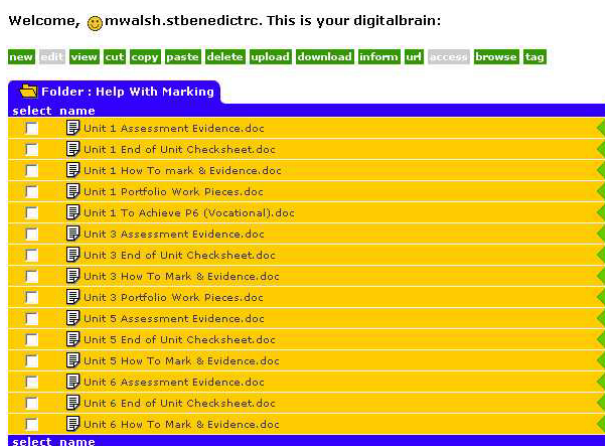 Welcome, mwalsh.stbenedictrc. This is your digitalbrain:
new edit view cut copy paste delete upload download inform url access browse tag
Folder : Help With Marking
select name
Unit 1 Assessment Evidence.doc
Unit 1 End of Unit Checksheet.doc
Unit 1 How To mark & Evidence.doc
Unit 1 Portfolio Work Pieces.doc
Unit 1 To Achieve P6 (Vocational).doc
Unit 3 Assessment Evidence.doc
Unit 3 End of Unit Checksheet.doc
Unit 3 How To Mark & Evidence.doc
Unit 3 Portfolio Work Pieces.doc
Unit 5 Assessment Evidence.doc
Unit 5 End of Unit Checksheet.doc
Unit 5 How To Mark & Evidence.doc
Unit 6 Assessment Evidence.doc
Unit 6 End of Unit Checksheet.doc
Unit 6 How To Mark & Evidence.doc
select name